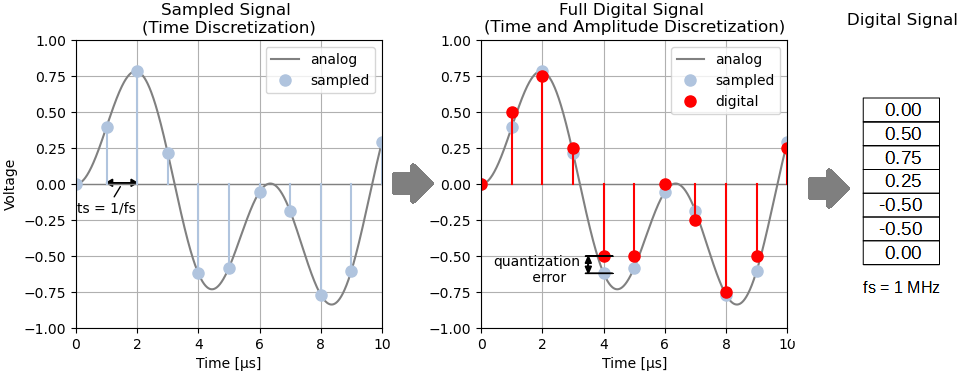 Sampled Signal
(Time Discretization)
Full Digital Signal
(Time and Amplitude Discretization)
Digital Signal
1.00
0.75
0.50
0.25
0.00
−0.25
−0.50
−0.75
−1.00
Voltage
analog
sampled
ts = 1/fs
0 2 4 6 8 10
Time [µs]
1.00
0.75
0.50
0.25
0.00
−0.25
−0.50
−0.75
−1.00
analog
sampled
digital
quantization
error
0 2 4 6 8 10
Time [µs]
0.00
0.50
0.75
0.25
-0.50
-0.50
0.00
fs = 1 MHz